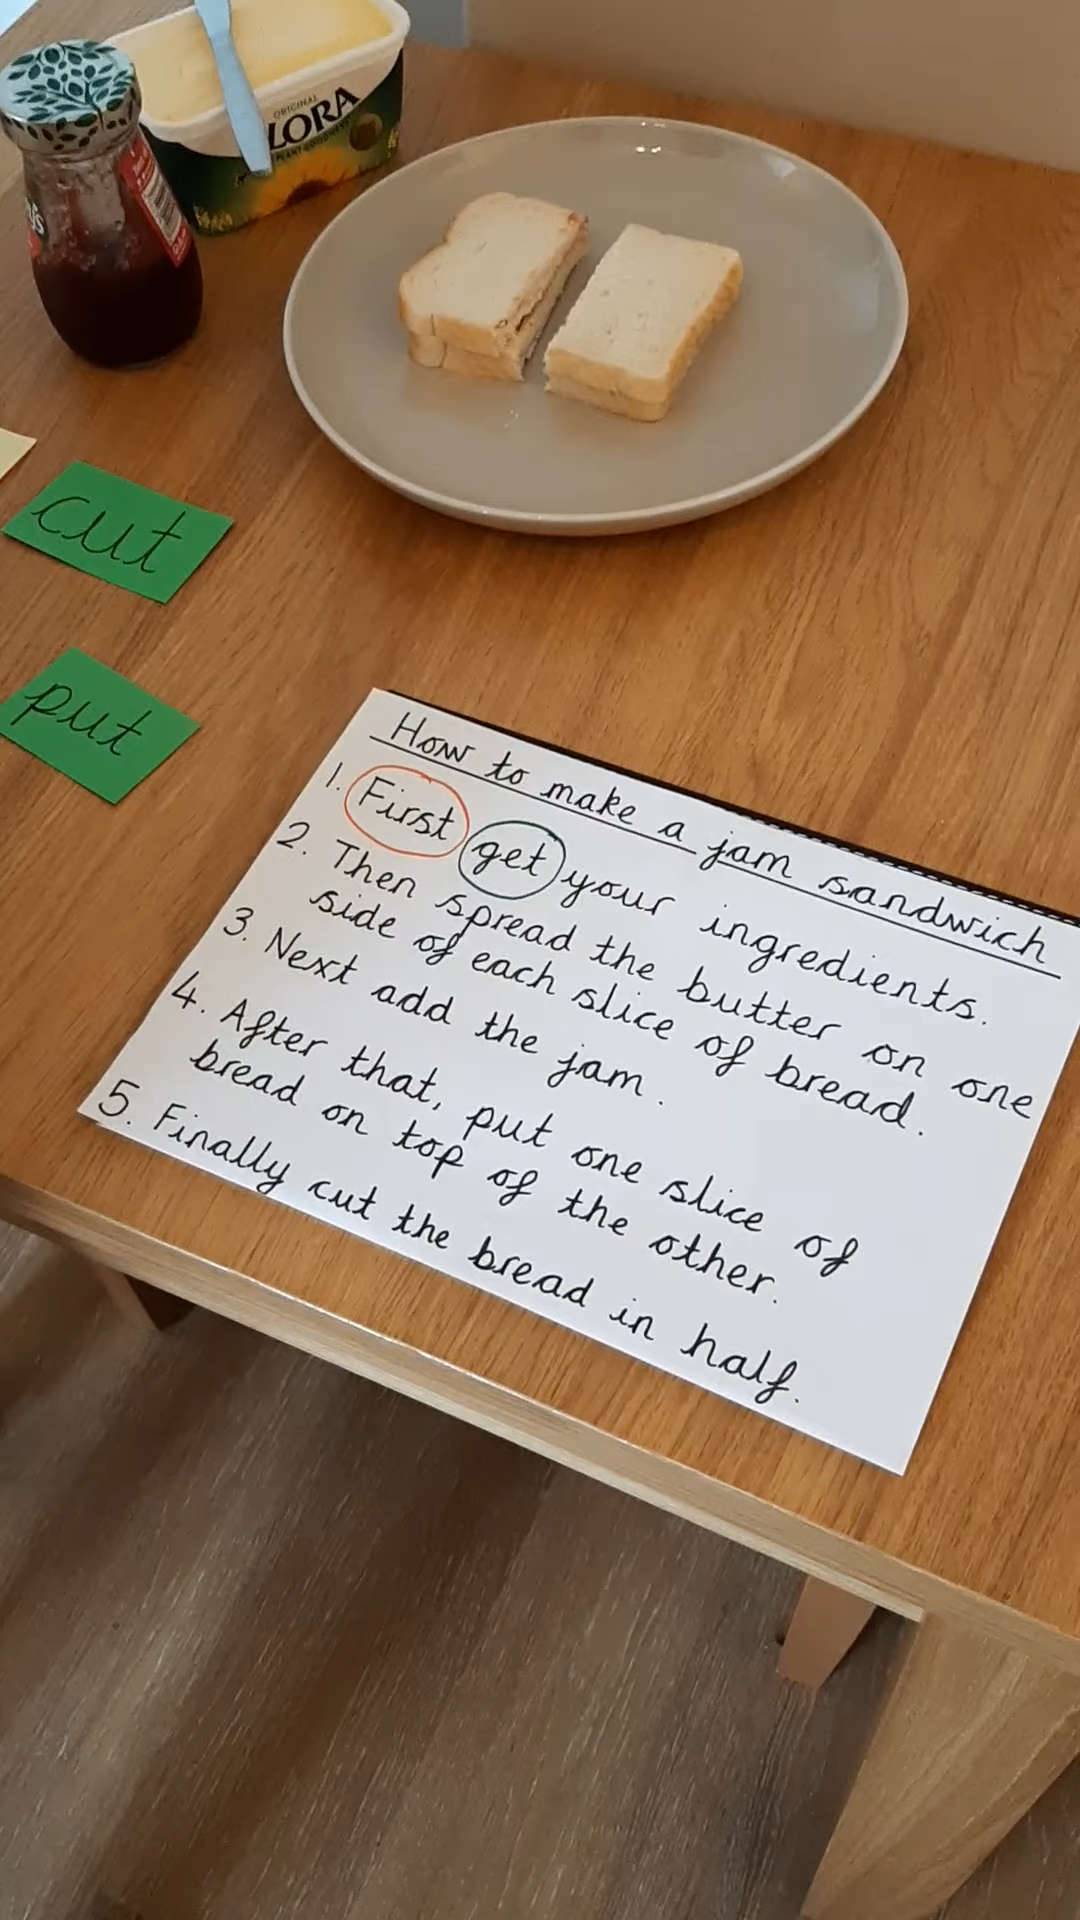 ORIGINAL
LORA
cut
put
How to make a jam sandwich
1. First get your ingredients.
2. Then spread the butter on one
side of each slice of bread.
3. Next add the jam.
4. After that, put one slice of
bread on top of the other.
5. Finally cut the bread in half.